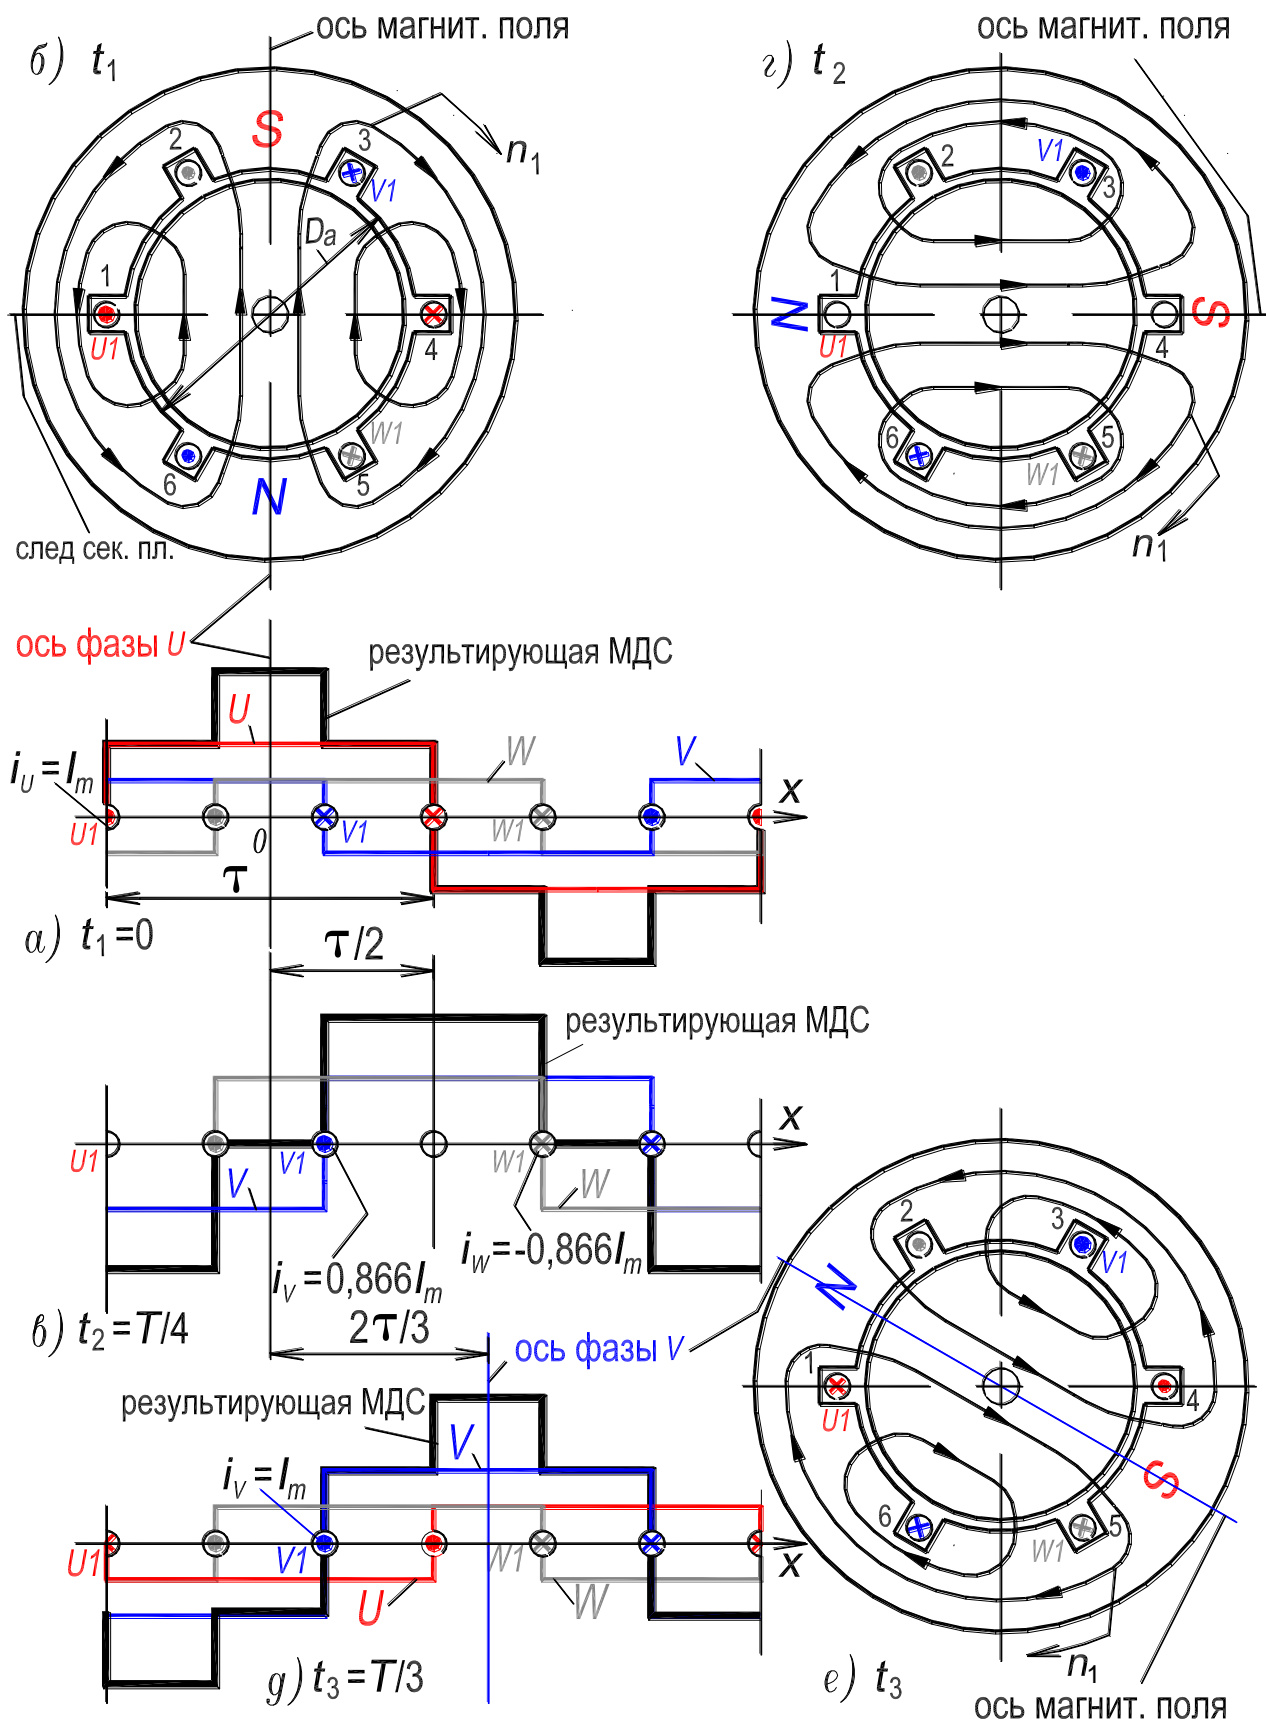 б) t1
ось магнит. поля
S
2
3
V1
n1
Da
1
U1
4
W1
6
5
N
след сек. пл.
г) t2
ось магнит. поля
2
V1
3
N
1
U1
S
4
6
5
W1
n1
ось фазы U
результирующая МДС
U
W
V
iU=Im
x
U1
V1
W1
0
τ
а) t1=0
τ/2
результирующая МДС
x
U1
V1
W1
V
W
iW=-0,866Im
iV=0,866Im
в) t2=T/4
2τ/3
ось фазы V
результирующая МДС
V
iV=Im
U1
V1
W1
x
U
W
д) t3=T/3
2
3
V1
N
1
U1
4
S
6
5
W1
n1
е) t3
ось магнит. поля